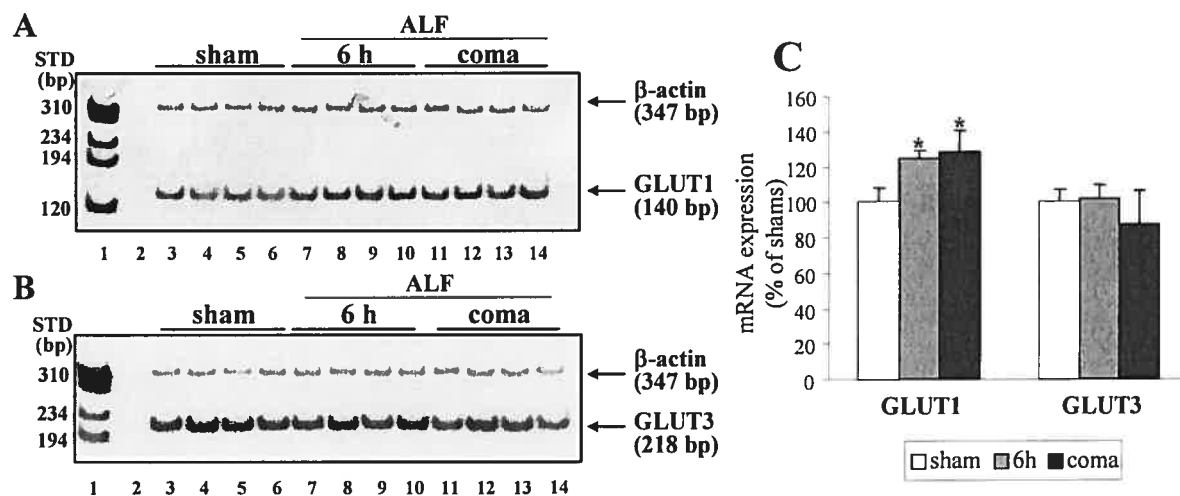 A
ALF
STD
(bp)
sham
6 h
coma
310
234
194
120
β-actin
(347 bp)
GLUT1
(140 bp)
1 2 3 4 5 6 7 8 9 10 11 12 13 14
B
ALF
STD
(bp)
sham
6 h
coma
310
234
194
β-actin
(347 bp)
GLUT3
(218 bp)
1 2 3 4 5 6 7 8 9 10 11 12 13 14
C
mRNA expression
(% of shams)
160
140
120
100
80
60
40
20
0
*
*
GLUT1
GLUT3
sham 6h coma